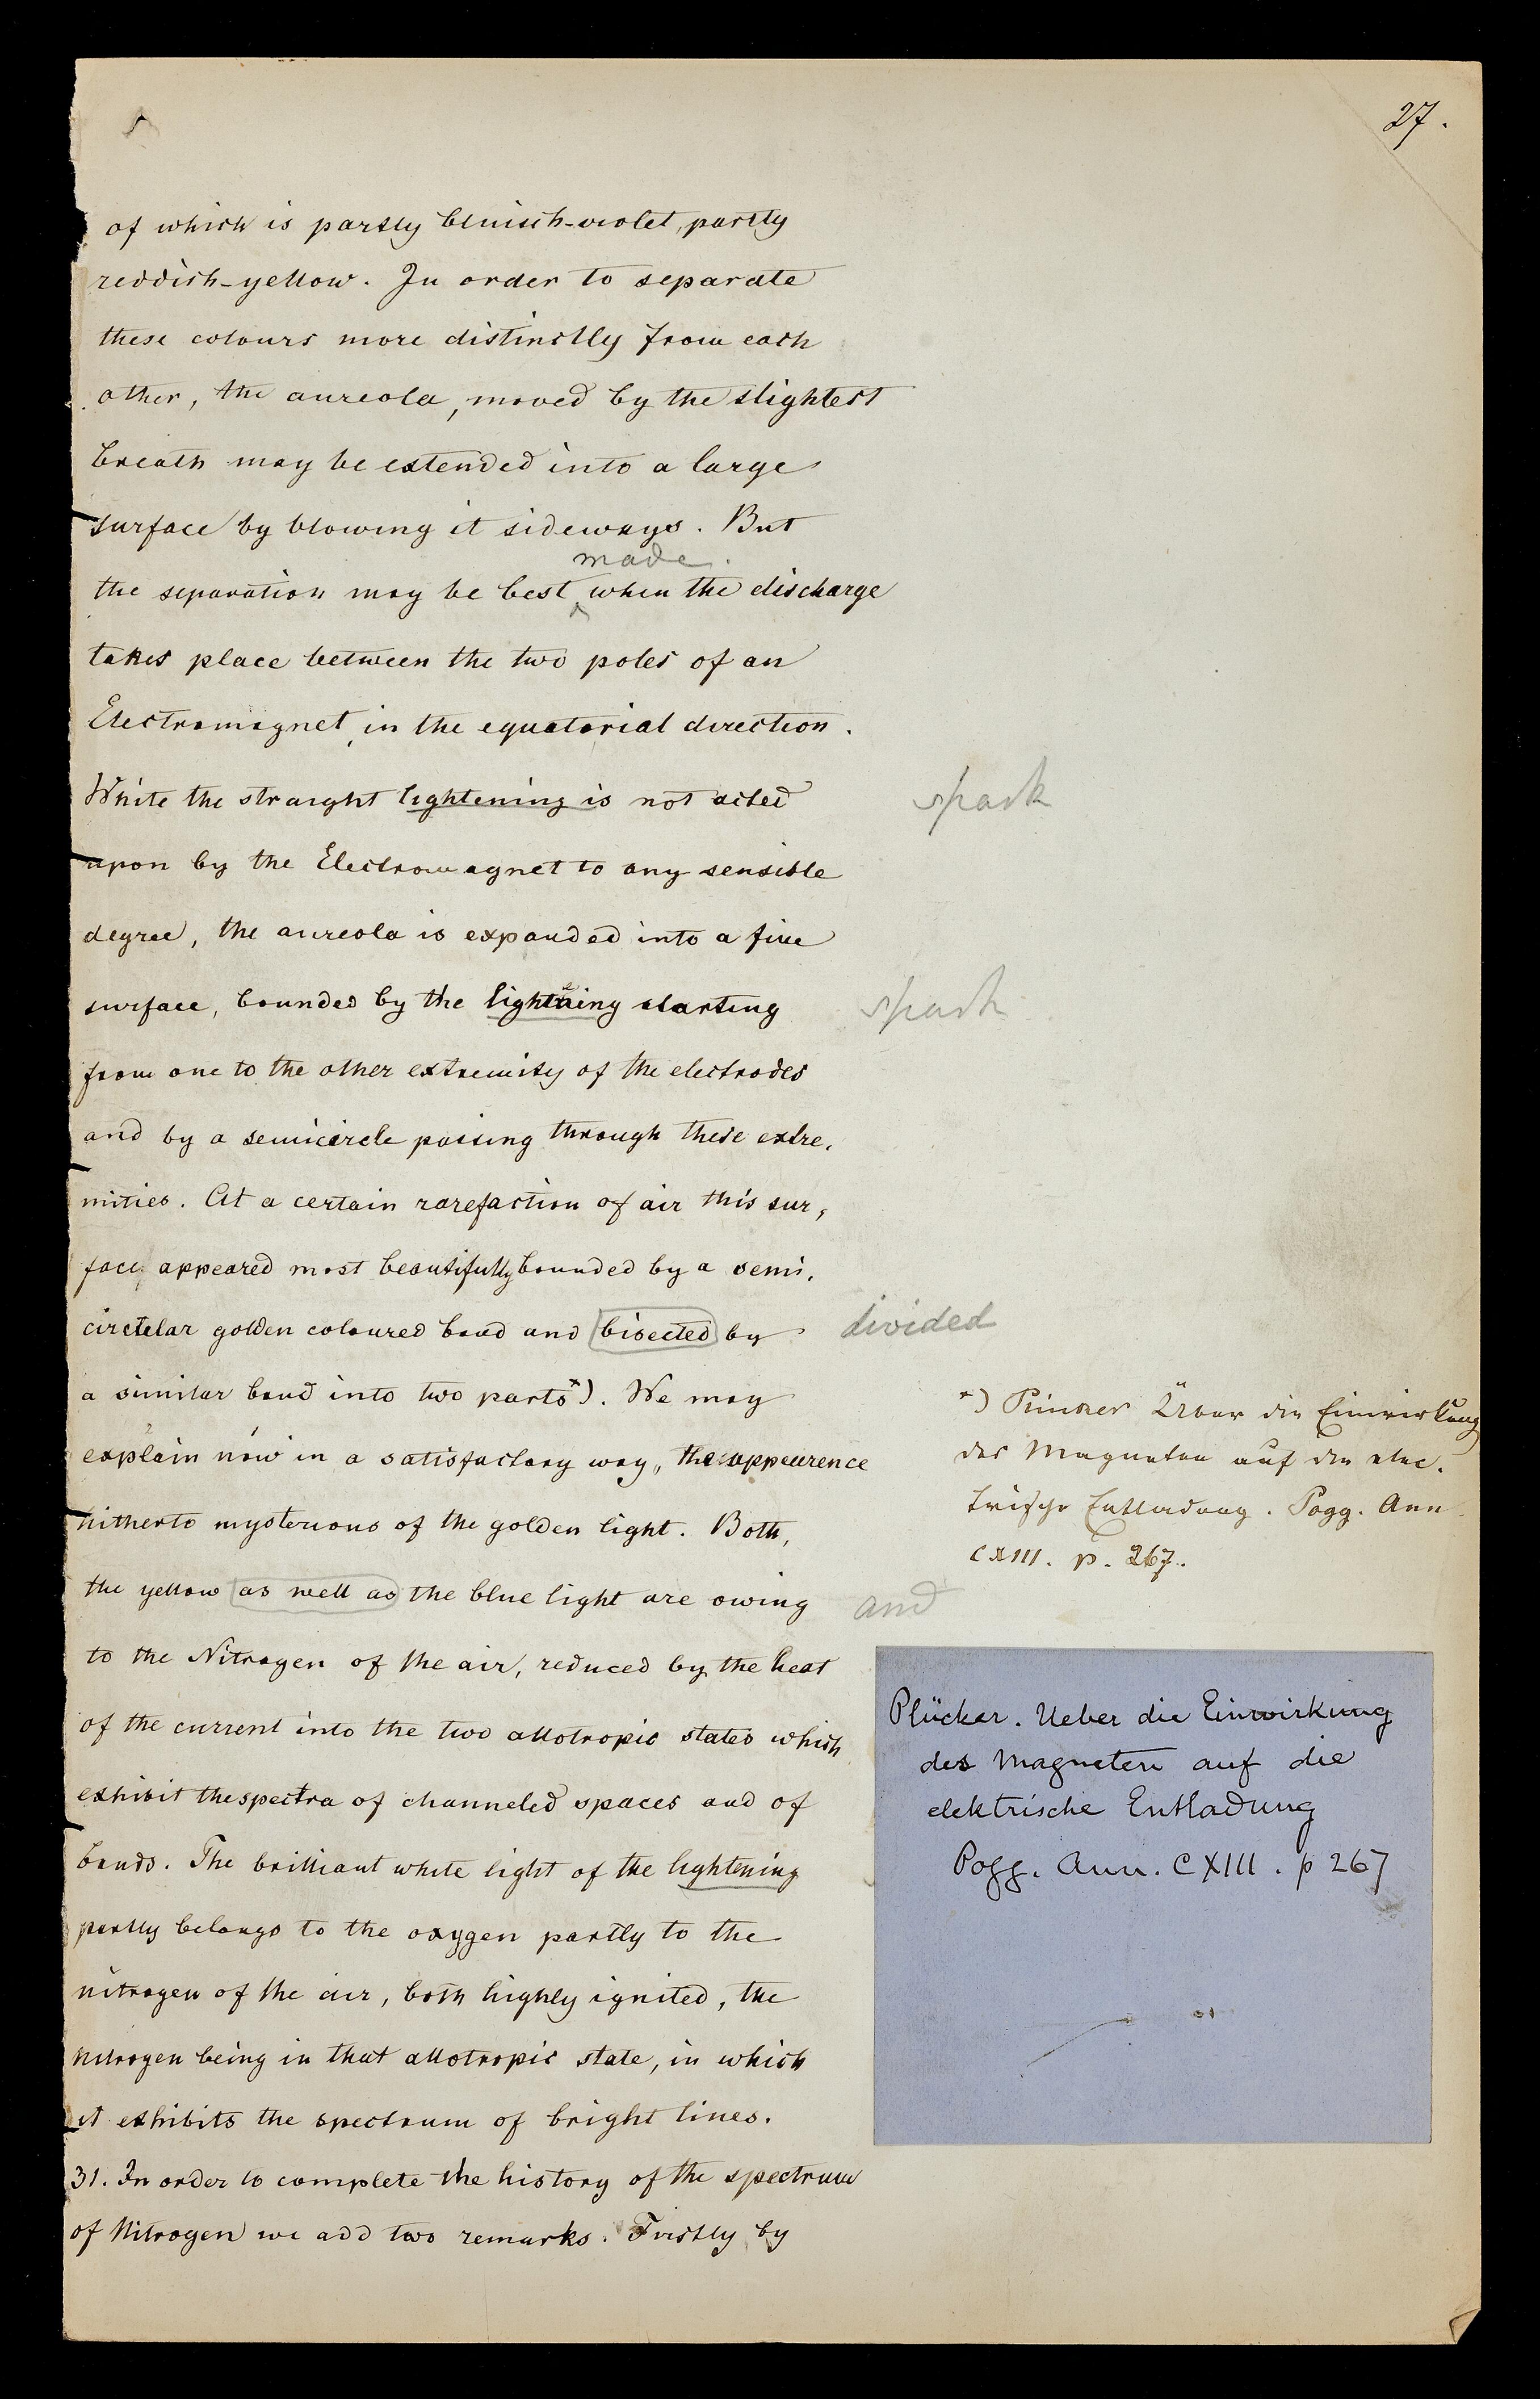 27.
of which is partly bluish-violet, partly
reddish-yellow. In order to separate
these colours more distinctly from each
other, the aureola, moved by the slightest
breath may be extended into a large
surface by blowing it sideways. But
made
the separation may be best when the discharge
takes place between the two poles of an
Electromagnet, in the equatorial direction.
While the straight lightening is not acted
spark
upon by the Electromagnet to any sensible
degree, the aureola is expanded into a fine
surface, bounded by the lightening starting
spark
from one to the other extremity of the electrodes
and by a semicircle passing through these extre,
mities. At a certain rarefaction of air this sur,
face appeared most beautifully bounded by a semi,
circular golden coloured band and bisected by
divided
a similar band into two parts*). We may
explain now in a satisfactory way, the appearence
hitherto mysterious of the golden light. Both,
the yellow as well as the blue light are owing
and
to the Nitrogen of the air, reduced by the heat
of the current into the two allotropic states which
exhibit the spectra of channeled spaces and of
bands. The brilliant white light of the lightening
partly belongs to the oxygen partly to the
nitrogen of the air, both highly ignited, the
nitrogen being in that allotropic state, in which
it exhibits the spectrum of bright lines.
31. In order to complete the history of the spectrum
of Nitrogen we add two remarks. Firstly by
*) Plücker Über die Einwirkung
des Magneten auf die elec,
trische Entladung. Pogg. Ann.
CXIII. p. 267.
Plücker. Ueber die Einwirkung
des Magneten auf die
elektrische Entladung
Pogg. Ann. CXIII. p 267